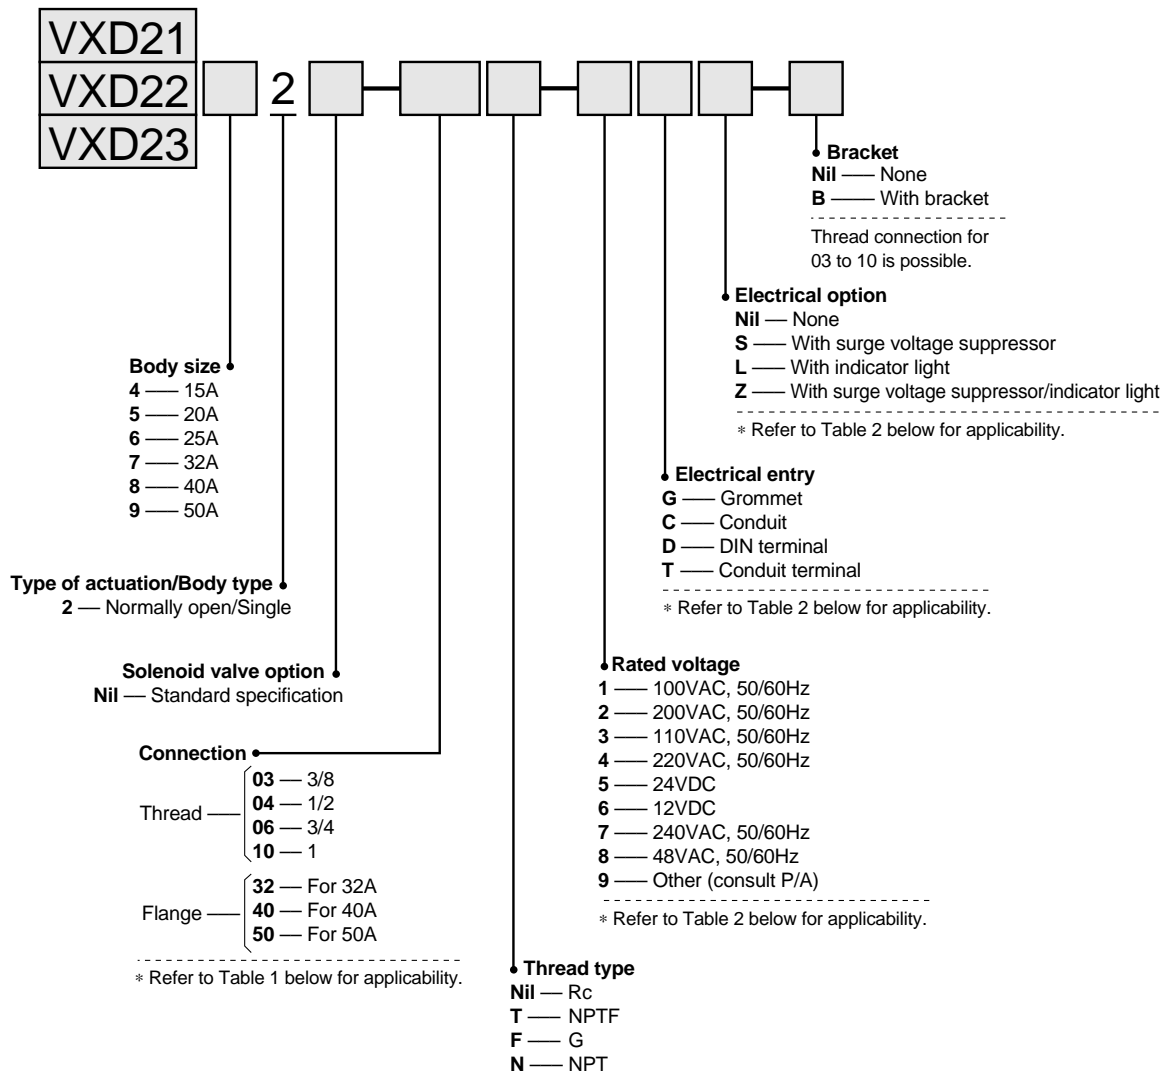 VXD21
VXD22 2
VXD23
Bracket
Nil — None
B — With bracket
Thread connection for
03 to 10 is possible.
Electrical option
Nil — None
S — With surge voltage suppressor
L — With indicator light
Z — With surge voltage suppressor/indicator light
* Refer to Table 2 below for applicability.
Body size
4 — 15A
5 — 20A
6 — 25A
7 — 32A
8 — 40A
9 — 50A
Electrical entry
G — Grommet
C — Conduit
D — DIN terminal
T — Conduit terminal
* Refer to Table 2 below for applicability.
Type of actuation/Body type
2 — Normally open/Single
Solenoid valve option
Nil — Standard specification
Rated voltage
1 — 100VAC, 50/60Hz
2 — 200VAC, 50/60Hz
3 — 110VAC, 50/60Hz
4 — 220VAC, 50/60Hz
5 — 24VDC
6 — 12VDC
7 — 240VAC, 50/60Hz
8 — 48VAC, 50/60Hz
9 — Other (consult P/A)
* Refer to Table 2 below for applicability.
Connection
Thread
03 — 3/8
04 — 1/2
06 — 3/4
10 — 1
Flange
32 — For 32A
40 — For 40A
50 — For 50A
* Refer to Table 1 below for applicability.
Thread type
Nil — Rc
T — NPTF
F — G
N — NPT